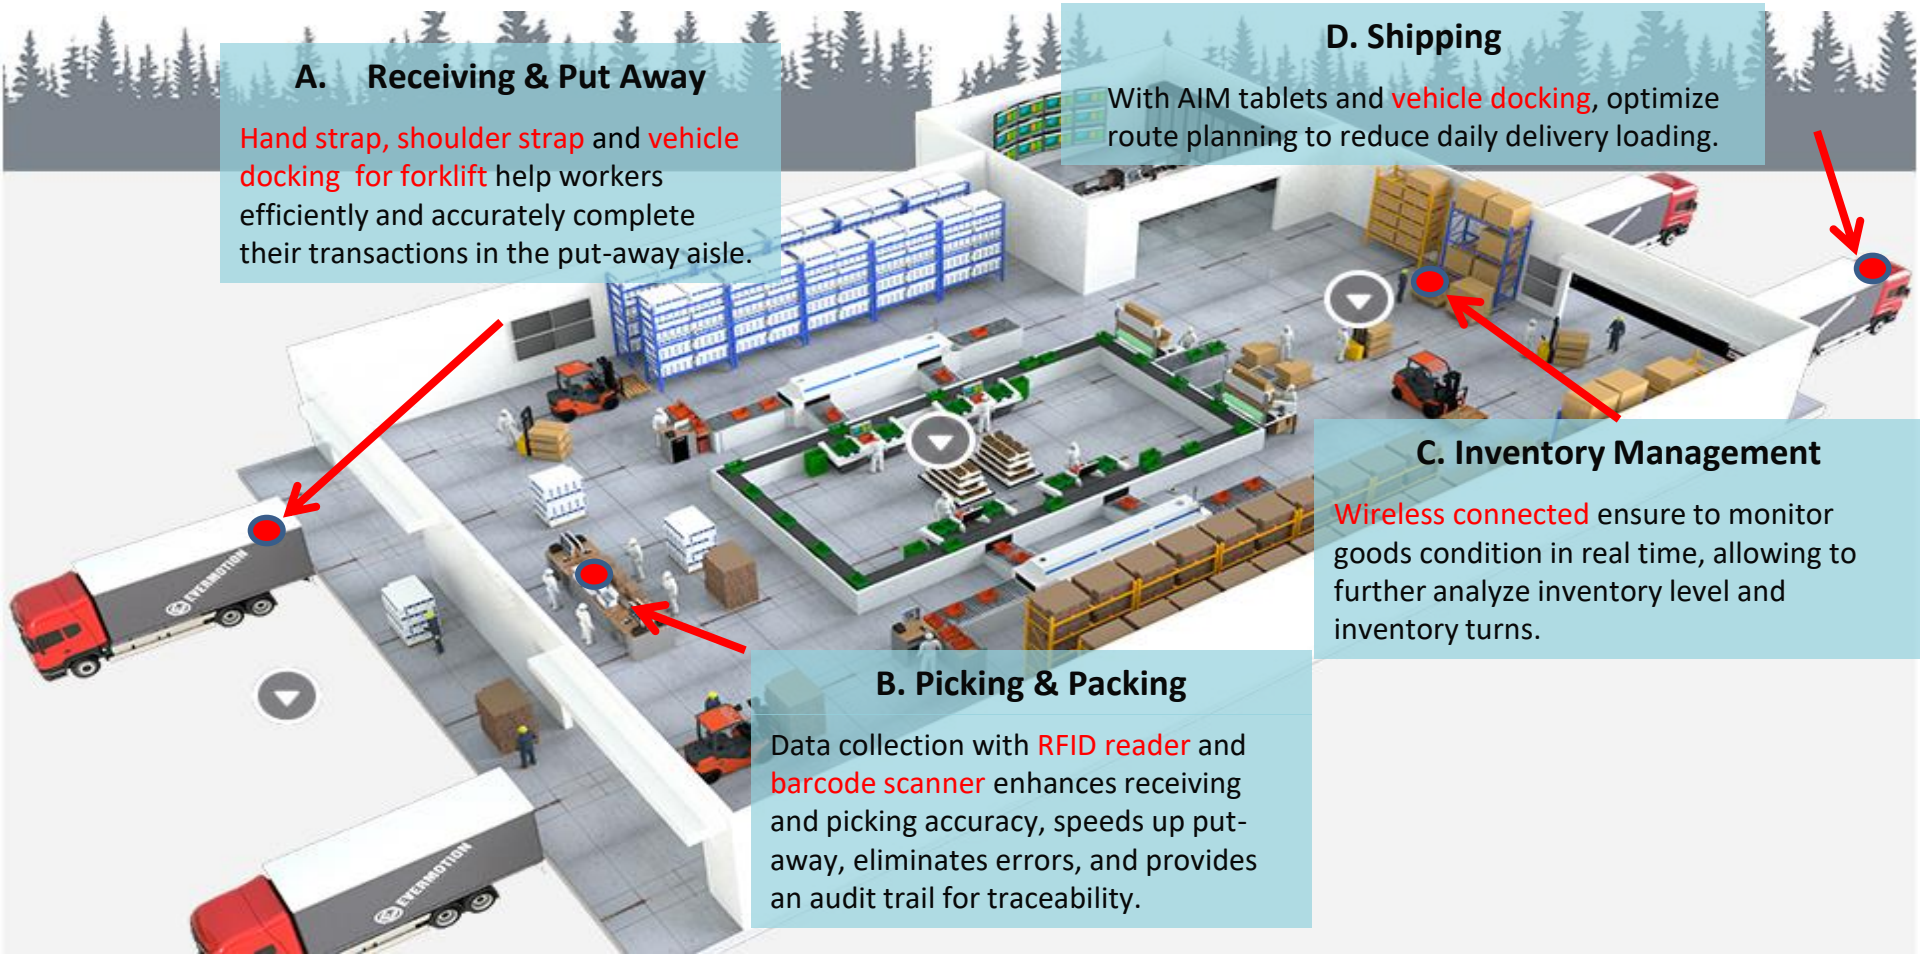 A. Receiving & Put Away
Hand strap, shoulder strap and vehicle
docking for forklift help workers
efficiently and accurately complete
their transactions in the put-away aisle.
D. Shipping
With AIM tablets and vehicle docking, optimize
route planning to reduce daily delivery loading.
C. Inventory Management
Wireless connected ensure to monitor
goods condition in real time, allowing to
further analyze inventory level and
inventory turns.
EVERMOTION
B. Picking & Packing
Data collection with RFID reader and
barcode scanner enhances receiving
and picking accuracy, speeds up put-
away, eliminates errors, and provides
an audit trail for traceability.
EVERMOTION